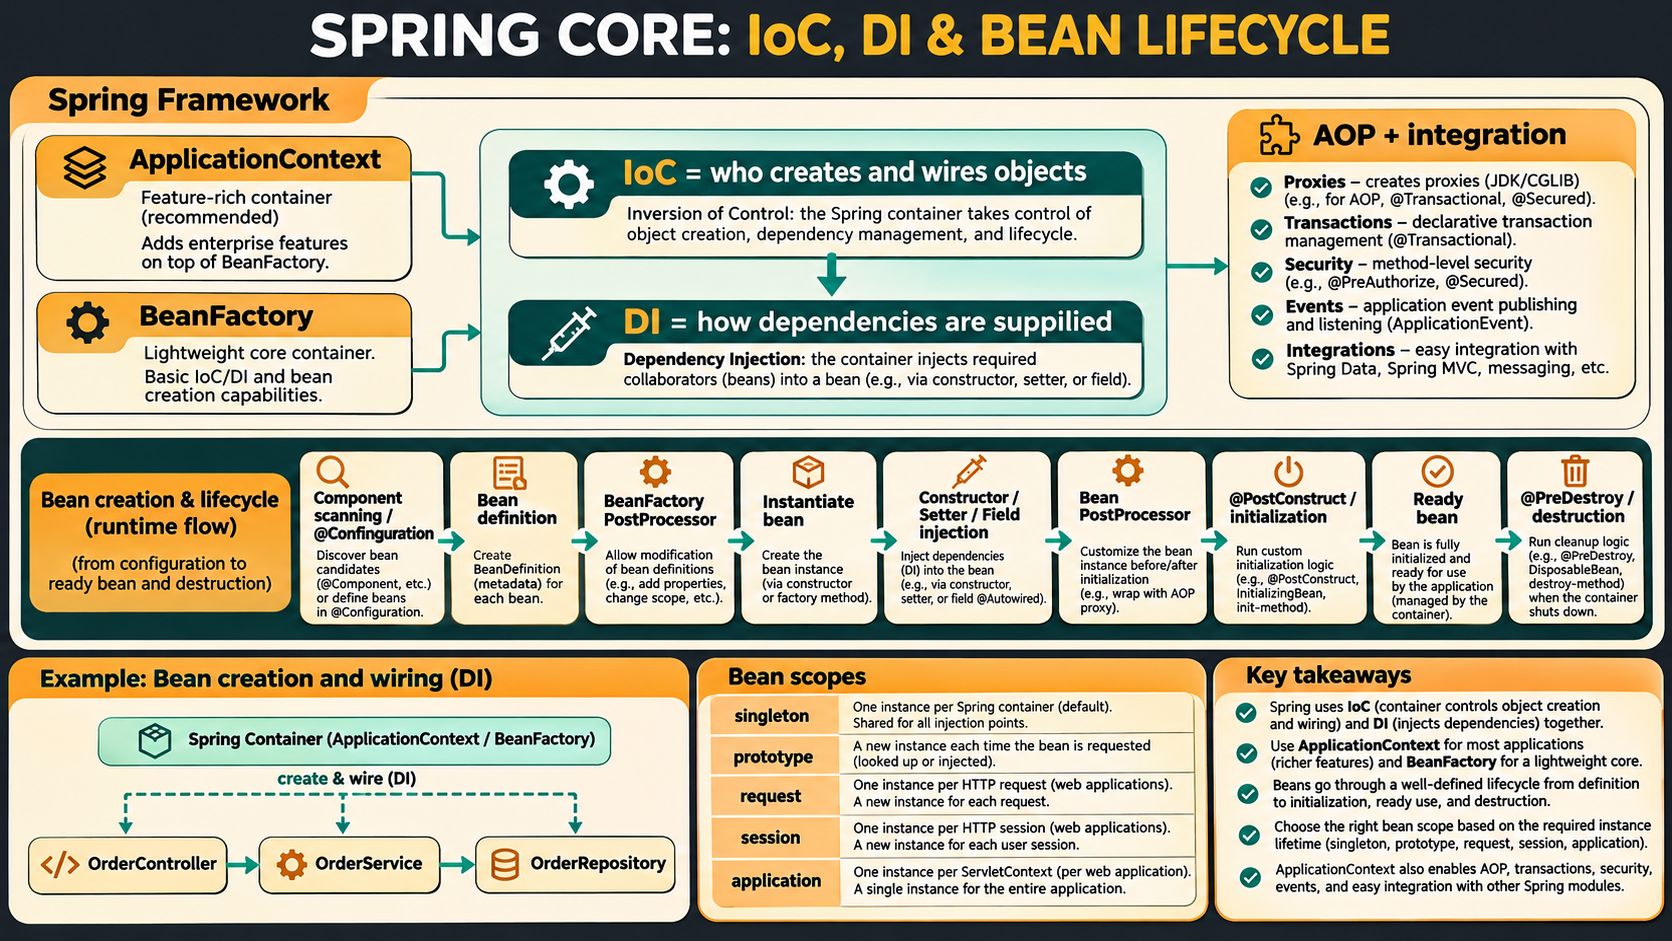 SPRING CORE: IoC, DI & BEAN LIFECYCLE
Spring Framework
ApplicationContext
Feature-rich container
(recommended)
Adds enterprise features
on top of BeanFactory.
BeanFactory
Lightweight core container.
Basic IoC/DI and bean
creation capabilities.
IoC = who creates and wires objects
Inversion of Control: the Spring container takes control of
object creation, dependency management, and lifecycle.
DI = how dependencies are suppilied
Dependency Injection: the container injects required
collaborators (beans) into a bean (e.g., via constructor, setter, or field).
AOP + integration
Proxies – creates proxies (JDK/CGLIB)
(e.g., for AOP, @Transactional, @Secured).
Transactions – declarative transaction
management (@Transactional).
Security – method-level security
(e.g., @PreAuthorize, @Secured).
Events – application event publishing
and listening (ApplicationEvent).
Integrations – easy integration with
Spring Data, Spring MVC, messaging, etc.
Bean creation & lifecycle
(runtime flow)
(from configuration to
ready bean and destruction)
Component
scanning /
@Confinguration
Discover bean
candidates
(@Component, etc.)
or define beans
in @Configuration.
Bean
definition
Create
BeanDefinition
(metadata) for
each bean.
BeanFactory
PostProcessor
Allow modification
of bean definitions
(e.g., add properties,
change scope, etc.).
Instantiate
bean
Create the
bean instance
(via constructor
or factory method).
Constructor /
Setter / Field
injection
Inject dependencies
(DI) into the bean
(e.g., via constructor,
setter, or field @Autowired).
Bean
PostProcessor
Customize the bean
instance before/after
initialization
(e.g., wrap with AOP
proxy).
@PostConstruct /
initialization
Run custom
initialization logic
(e.g., @PostConstruct,
InitializingBean,
init-method).
Ready
bean
Bean is fully
initialized and
ready for use
by the application
(managed by the
container).
@PreDestroy /
destruction
Run cleanup logic
(e.g., @PreDestroy,
DisposableBean,
destroy-method)
when the container
shuts down.
Example: Bean creation and wiring (DI)
Spring Container (ApplicationContext / BeanFactory)
create & wire (DI)
</> OrderController
OrderService
OrderRepository
Bean scopes
singleton
One instance per Spring container (default).
Shared for all injection points.
prototype
A new instance each time the bean is requested
(looked up or injected).
request
One instance per HTTP request (web applications).
A new instance for each request.
session
One instance per HTTP session (web applications).
A new instance for each user session.
application
One instance per ServletContext (per web application).
A single instance for the entire application.
Key takeaways
Spring uses IoC (container controls object creation
and wiring) and DI (injects dependencies) together.
Use ApplicationContext for most applications
(richer features) and BeanFactory for a lightweight core.
Beans go through a well-defined lifecycle from definition
to initialization, ready use, and destruction.
Choose the right bean scope based on the required instance
lifetime (singleton, prototype, request, session, application).
ApplicationContext also enables AOP, transactions, security,
events, and easy integration with other Spring modules.